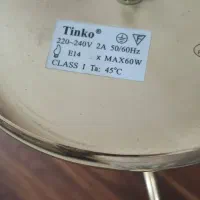 Tinko®
220~240V 2A 50/60Hz
E14 x MAX60W
CLASS I Ta: 45°C